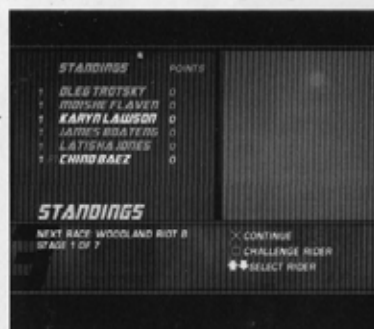 STANDINGS POINTS
1 OLEG TROTSKY 0
1 MOISHE FLAVEN 0
1 KARYN LAWSON 0
1 JAMES BOATENG 0
1 LATISHA JONES 0
1 CHINO BAEZ 0
STANDINGS
NEXT RACE: WOODLAND RIOT B
STAGE 1 OF 7
CONTINUE
CHALLENGE RIDER
SELECT RIDER